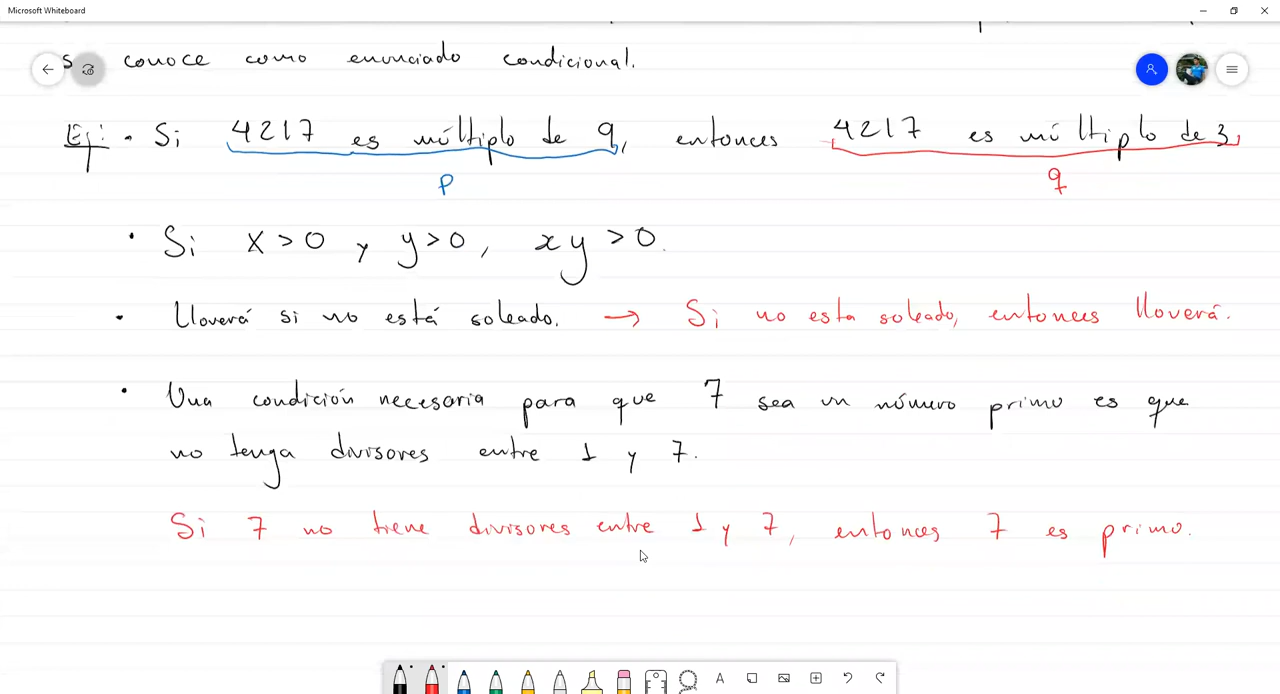 Microsoft Whiteboard
s conoce como enunciado condicional.
Ej: • Si 4217 es múltiplo de 9, entonces 4217 es múltiplo de 3
p q
• Si x > 0 y y > 0, xy > 0.
• Lloverá si no está soleado. → Si no esta soleado, entonces lloverá.
• Una condición necesaria para que 7 sea un número primo es que
no tenga divisores entre 1 y 7.
Si 7 no tiene divisores entre 1 y 7, entonces 7 es primo.
A